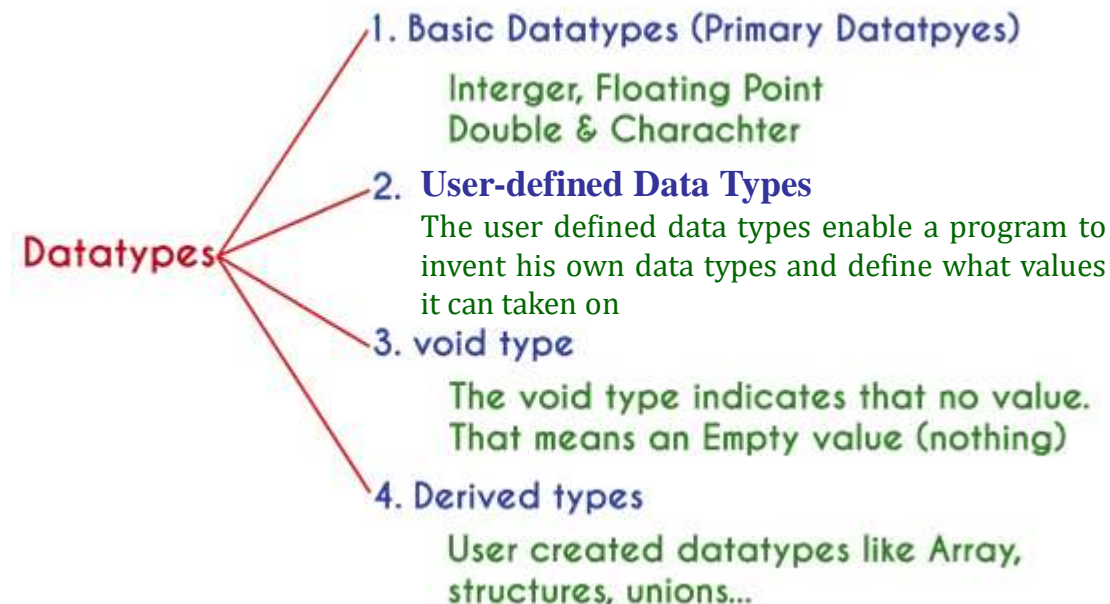 1. Basic Datatypes (Primary Datatpyes)
Interger, Floating Point
Double & Charachter
2. User-defined Data Types
The user defined data types enable a program to
invent his own data types and define what values
it can taken on
Datatypes
3. void type
The void type indicates that no value.
That means an Empty value (nothing)
4. Derived types
User created datatypes like Array,
structures, unions...